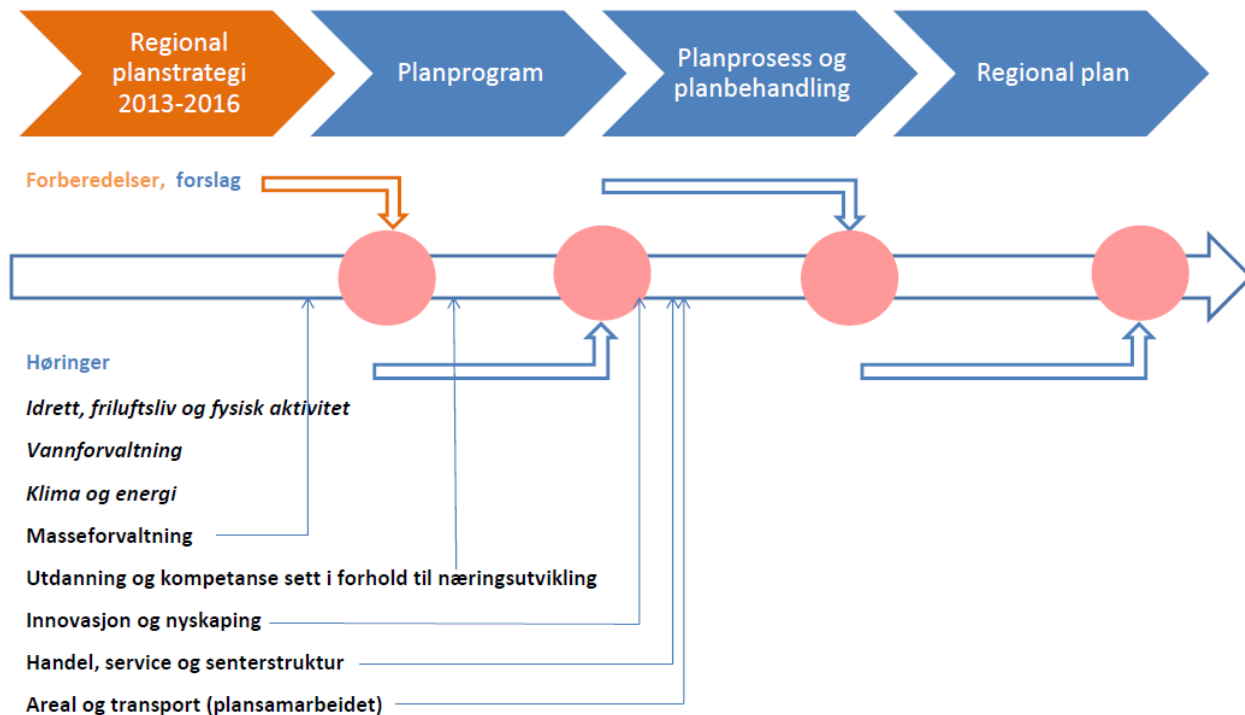 Regional
planstrategi
2013-2016
Planprogram
Planprosess og
planbehandling
Regional plan
Forberedelser, forslag
Høringer
Idrett, friluftsliv og fysisk aktivitet
Vannforvaltning
Klima og energi
Masseforvaltning
Utdanning og kompetanse sett i forhold til næringsutvikling
Innovasjon og nyskaping
Handel, service og senterstruktur
Areal og transport (plansamarbeidet)